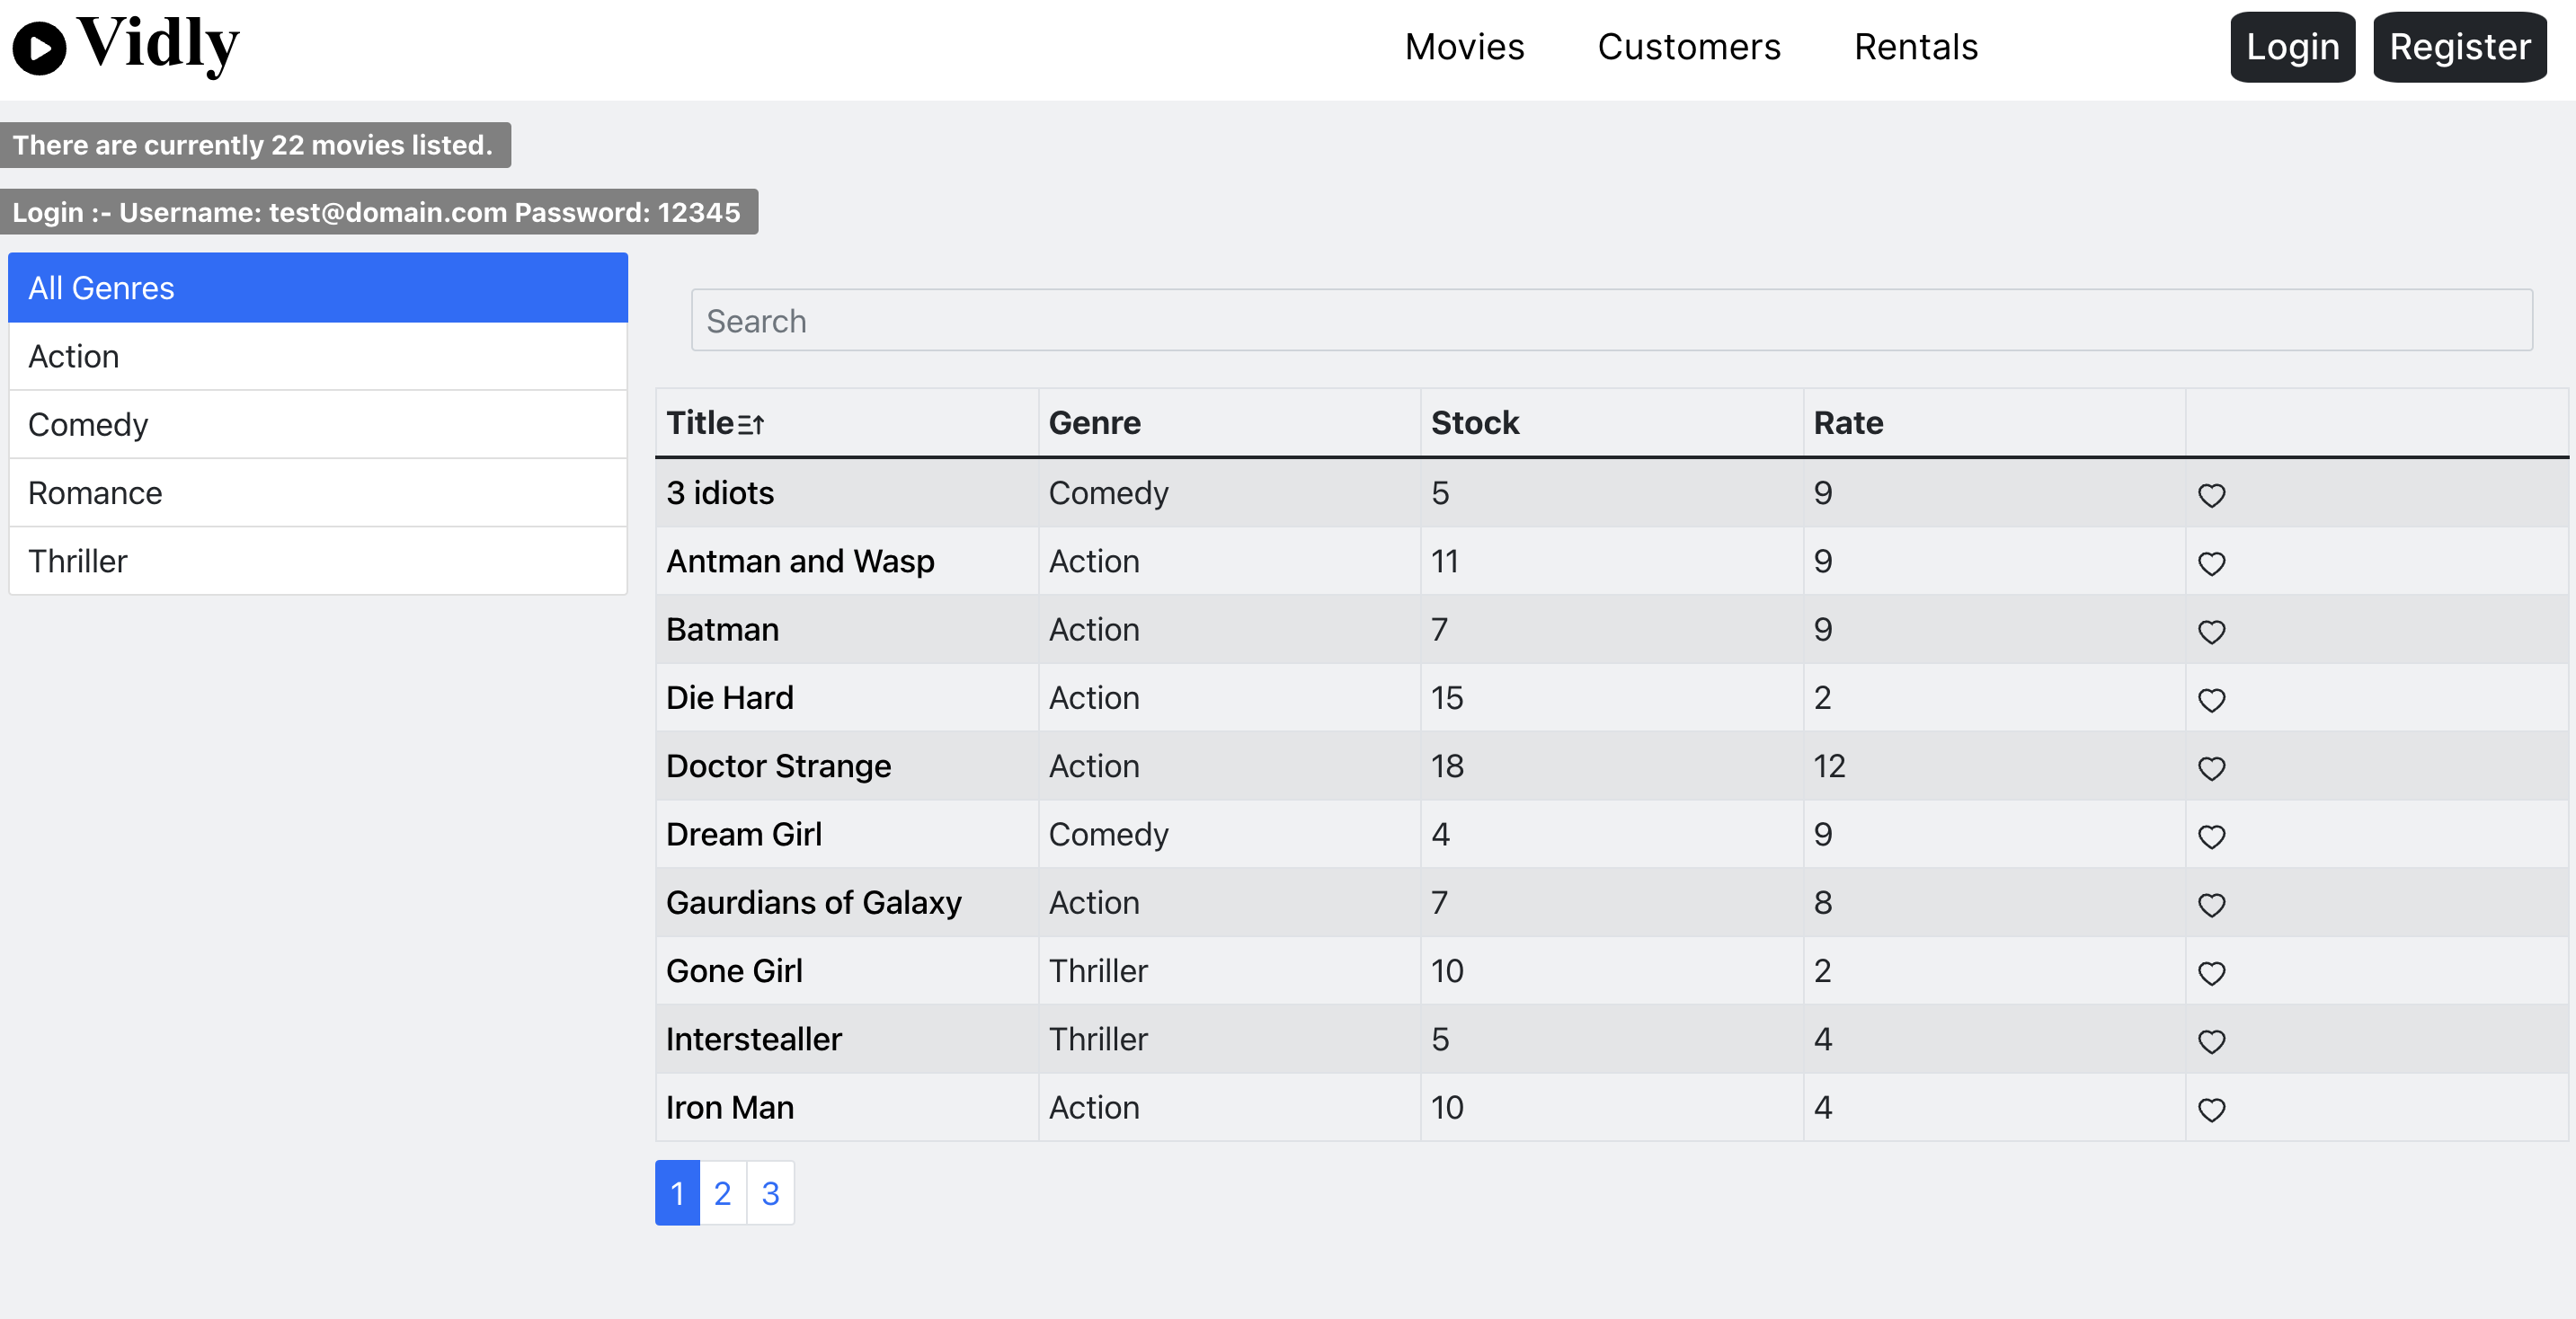 Vidly Movies Customers Rentals Login Register
There are currently 22 movies listed.
Login :- Username: test@domain.com Password: 12345
All Genres
Action
Comedy
Romance
Thriller
Search
Title Genre Stock Rate
3 idiots Comedy 5 9
Antman and Wasp Action 11 9
Batman Action 7 9
Die Hard Action 15 2
Doctor Strange Action 18 12
Dream Girl Comedy 4 9
Gaurdians of Galaxy Action 7 8
Gone Girl Thriller 10 2
Interstealler Thriller 5 4
Iron Man Action 10 4
1 2 3